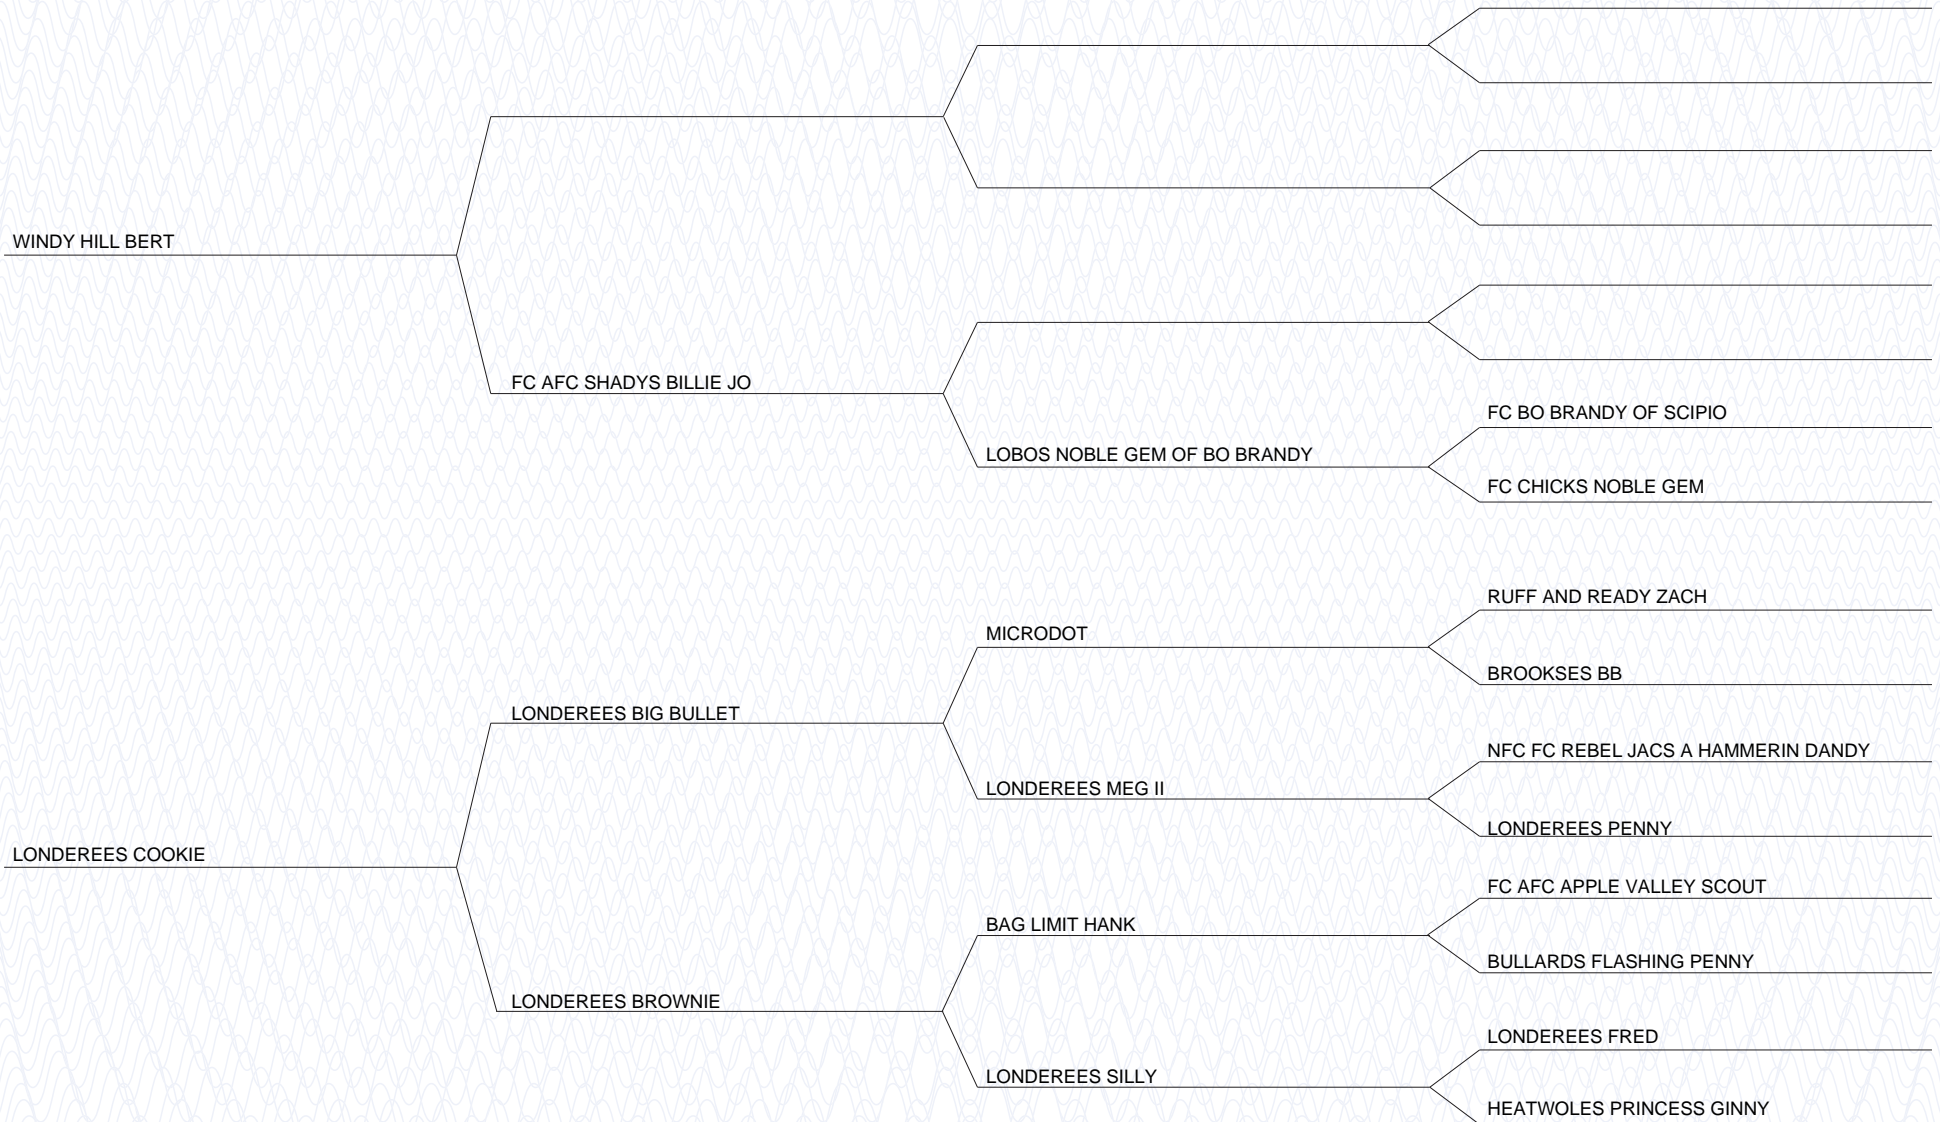 WINDY HILL BERT
FC AFC SHADYS BILLIE JO
LOBOS NOBLE GEM OF BO BRANDY
FC BO BRANDY OF SCIPIO
FC CHICKS NOBLE GEM
LONDEREES COOKIE
LONDEREES BIG BULLET
MICRODOT
RUFF AND READY ZACH
BROOKSES BB
LONDEREES MEG II
NFC FC REBEL JACS A HAMMERIN DANDY
LONDEREES PENNY
LONDEREES BROWNIE
BAG LIMIT HANK
FC AFC APPLE VALLEY SCOUT
BULLARDS FLASHING PENNY
LONDEREES SILLY
LONDEREES FRED
HEATWOLES PRINCESS GINNY